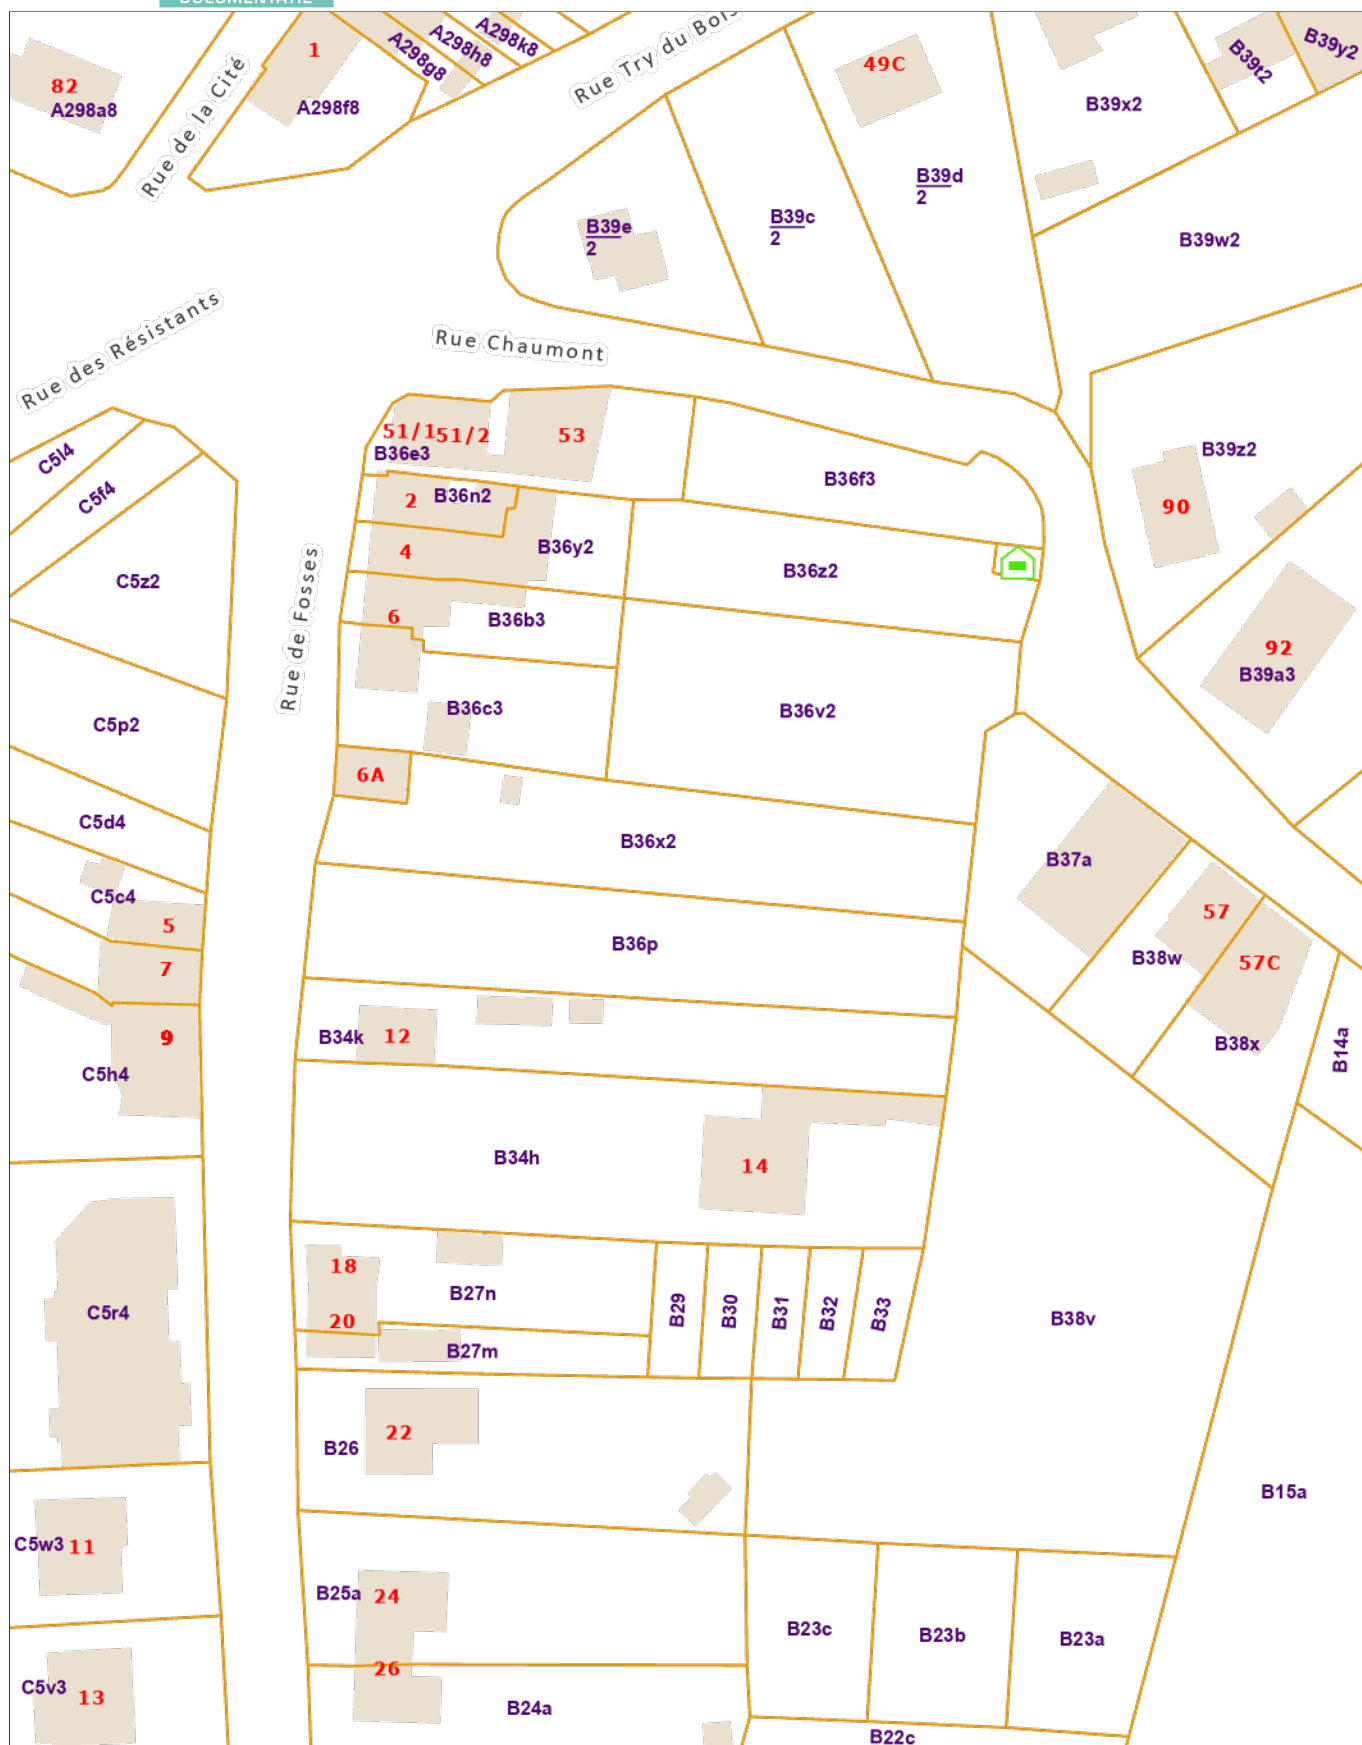 DOCUMENTATIE
1
A298g8
A298h8
A298k8
Rue Try du Bois
49C
B39x2
B39t2
B39y2
82
A298a8
Rue de la Cité
A298f8
B39d
2
B39c
2
B39e
2
B39w2
Rue des Résistants
Rue Chaumont
51/1
51/2
53
B36e3
C5l4
C5f4
B36f3
B39z2
90
2
B36n2
4
B36y2
B36z2
C5z2
Rue de Fosses
6
B36b3
92
B39a3
C5p2
B36c3
B36v2
6A
C5d4
B36x2
B37a
C5c4
5
57
7
B36p
B38w
57C
9
B34k
12
B38x
B14a
C5h4
B34h
14
18
B27n
B29
B30
B31
B32
B33
B38v
C5r4
20
B27m
22
B26
B15a
C5w3
11
B25a
24
B23c
B23b
B23a
26
C5v3
13
B24a
B22c